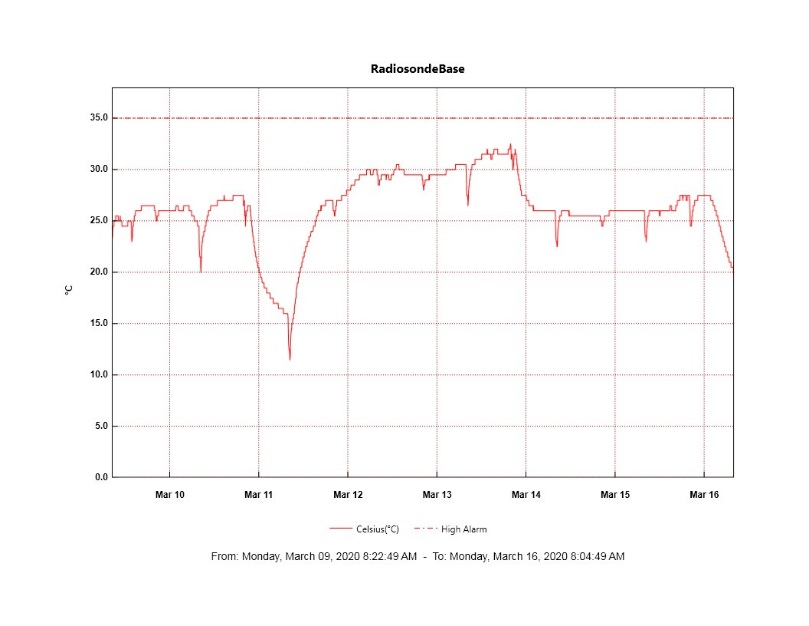 RadiosondeBase
35.0
30.0
25.0
20.0
°C
15.0
10.0
5.0
0.0
Mar 10 Mar 11 Mar 12 Mar 13 Mar 14 Mar 15 Mar 16
Celsius(°C) High Alarm
From: Monday, March 09, 2020 8:22:49 AM - To: Monday, March 16, 2020 8:04:49 AM